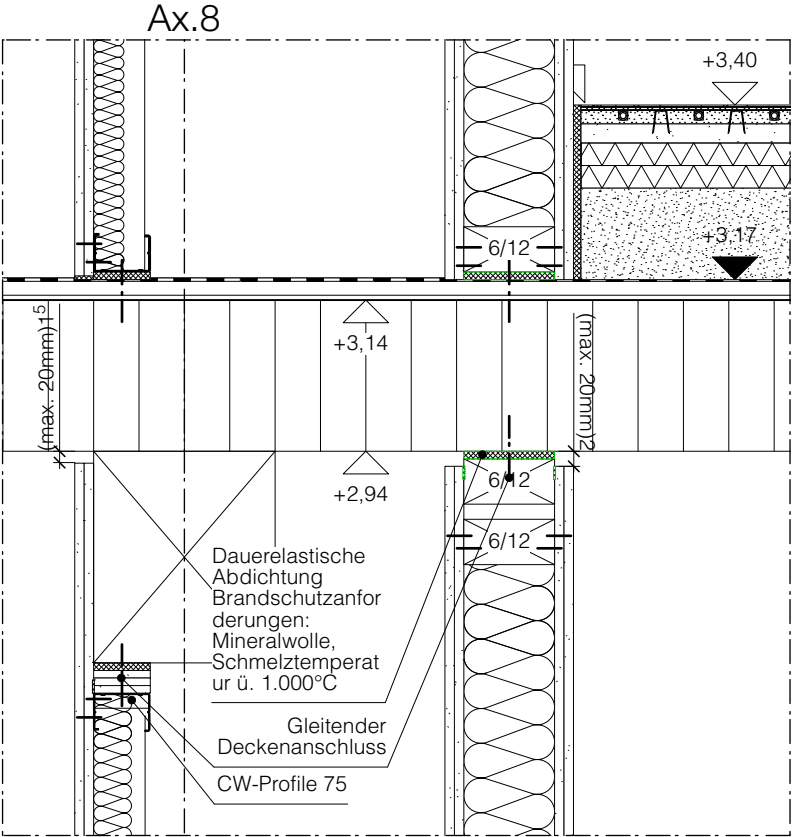 Ax.8
+3,40
6/12
+3,17
(max. 20mm)1⁵
+3,14
(max. 20mm)2
+2,94
6/12
6/12
Dauerelastische
Abdichtung
Brandschutzanfor
derungen:
Mineralwolle,
Schmelztemperat
ur ü. 1.000°C
Gleitender
Deckenanschluss
CW-Profile 75